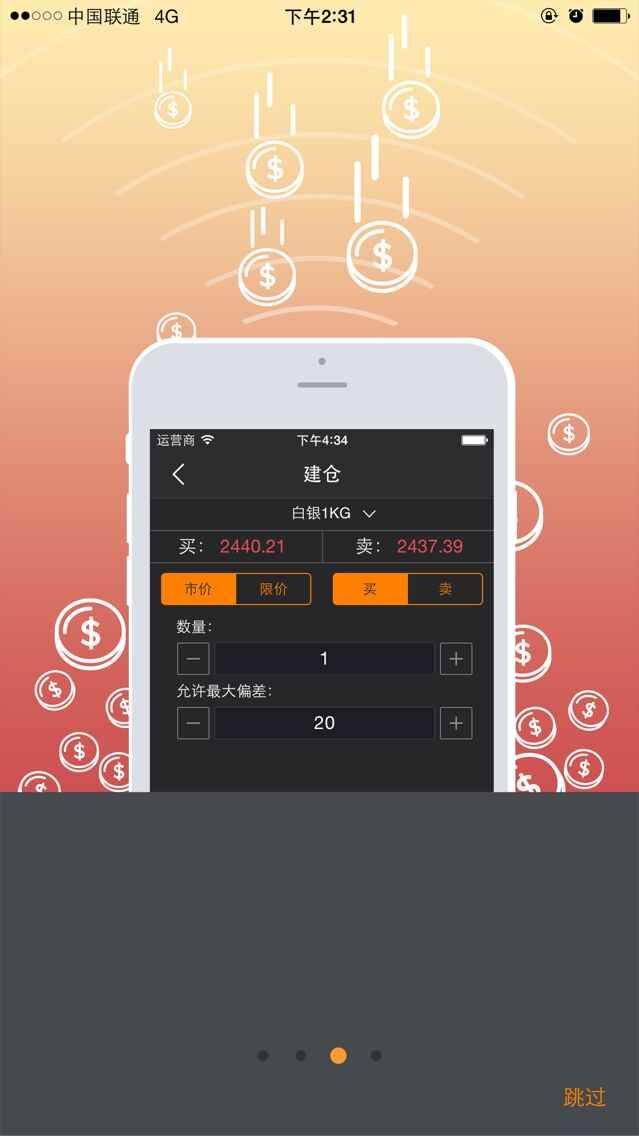 中国联通 4G 下午2:31
运营商 下午4:34
建仓
白银1KG
买： 2440.21 卖： 2437.39
市价 限价 买 卖
数量：
1
允许最大偏差：
20
跳过